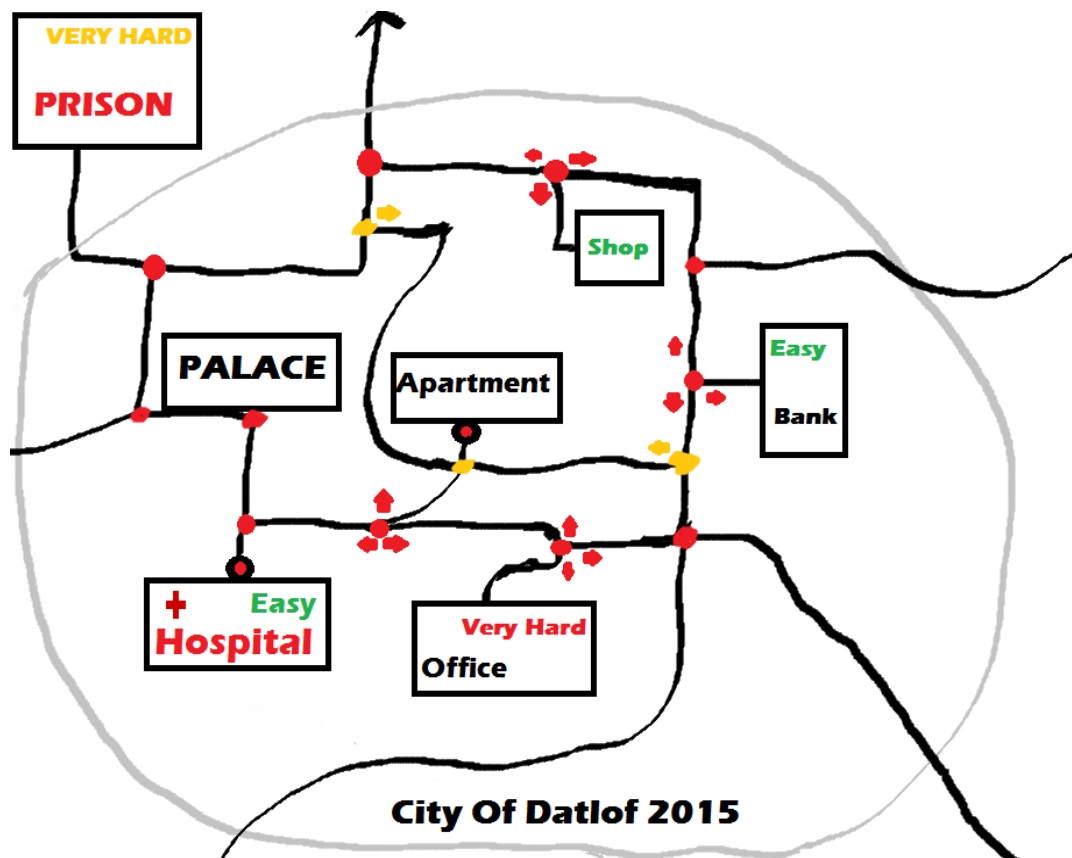 VERY HARD
PRISON
Shop
PALACE
Apartment
Easy
Bank
Easy
Hospital
Very Hard
Office
City Of Datlof 2015